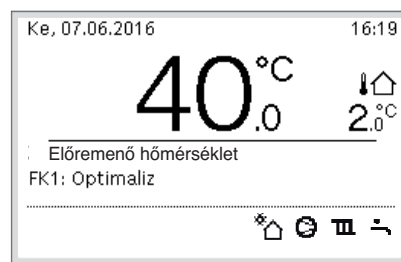 Ke, 07.06.2016 16:19
40.0 °C
2.0 °C
Előremenő hőmérséklet
FK1: Optimaliz